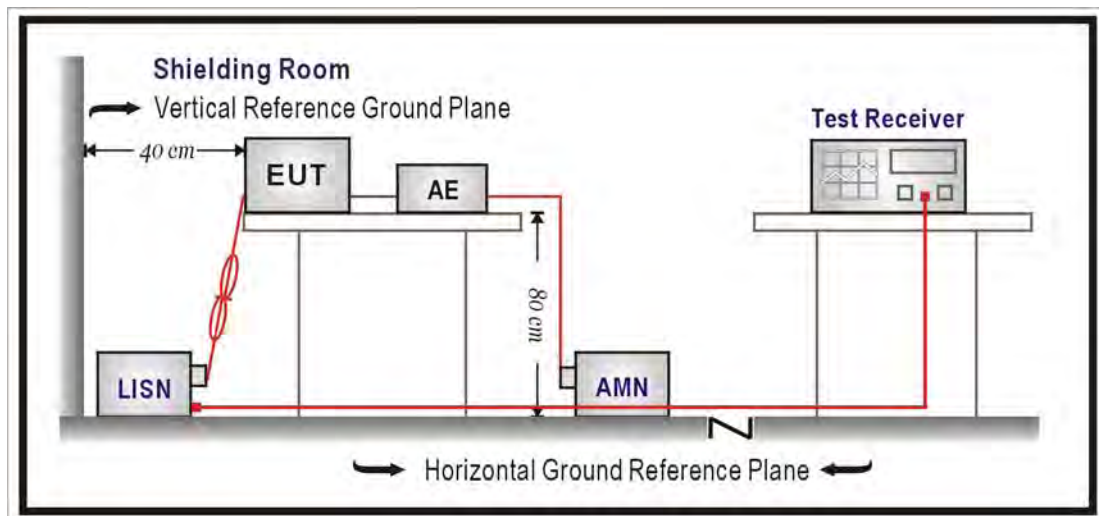 Shielding Room
Vertical Reference Ground Plane
Test Receiver
40 cm
EUT
AE
80 cm
LISN
AMN
Horizontal Ground Reference Plane